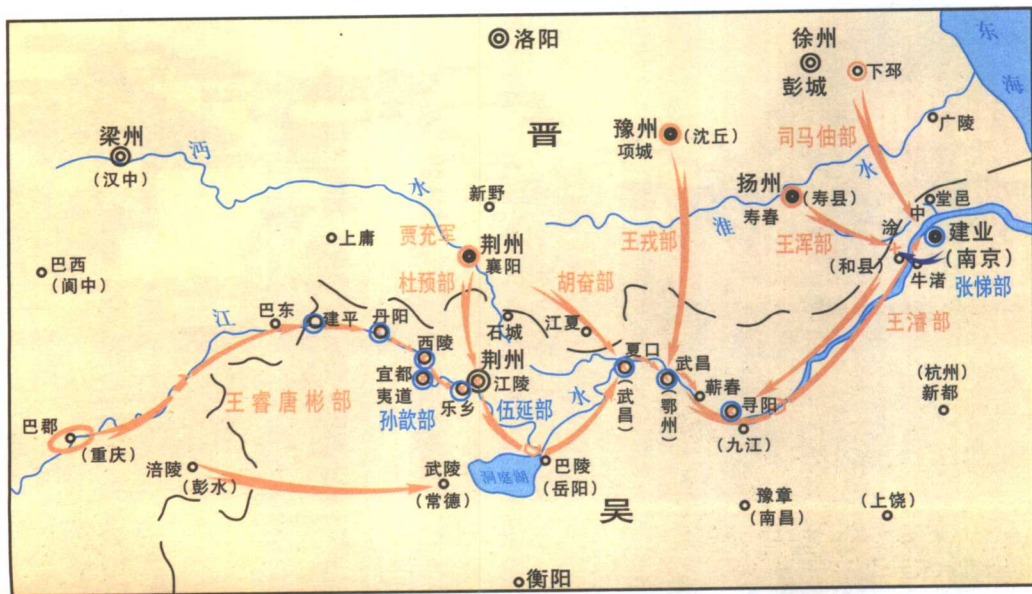 洛阳
徐州
彭城
下邳
东海
广陵
晋
豫州
项城
(沈丘)
司马伷部
梁州
(汉中)
沔水
新野
扬州
寿春
(寿县)
淮水
堂邑
中
涂
建业
(南京)
贾充军
荆州
襄阳
上庸
王戎部
王浑部
(和县)
牛渚
张悌部
巴西
(阆中)
杜预部
胡奋部
江
巴东
建平
丹阳
石城
江夏
王濬部
西陵
荆州
江陵
夏口
(武昌)
武昌
(鄂州)
蕲春
寻阳
(九江)
(杭州)
新都
宜都
夷道
乐乡
王睿唐彬部
孙歆部
伍延部
水
巴郡
(重庆)
涪陵
(彭水)
武陵
(常德)
洞庭湖
巴陵
(岳阳)
吴
豫章
(南昌)
(上饶)
衡阳